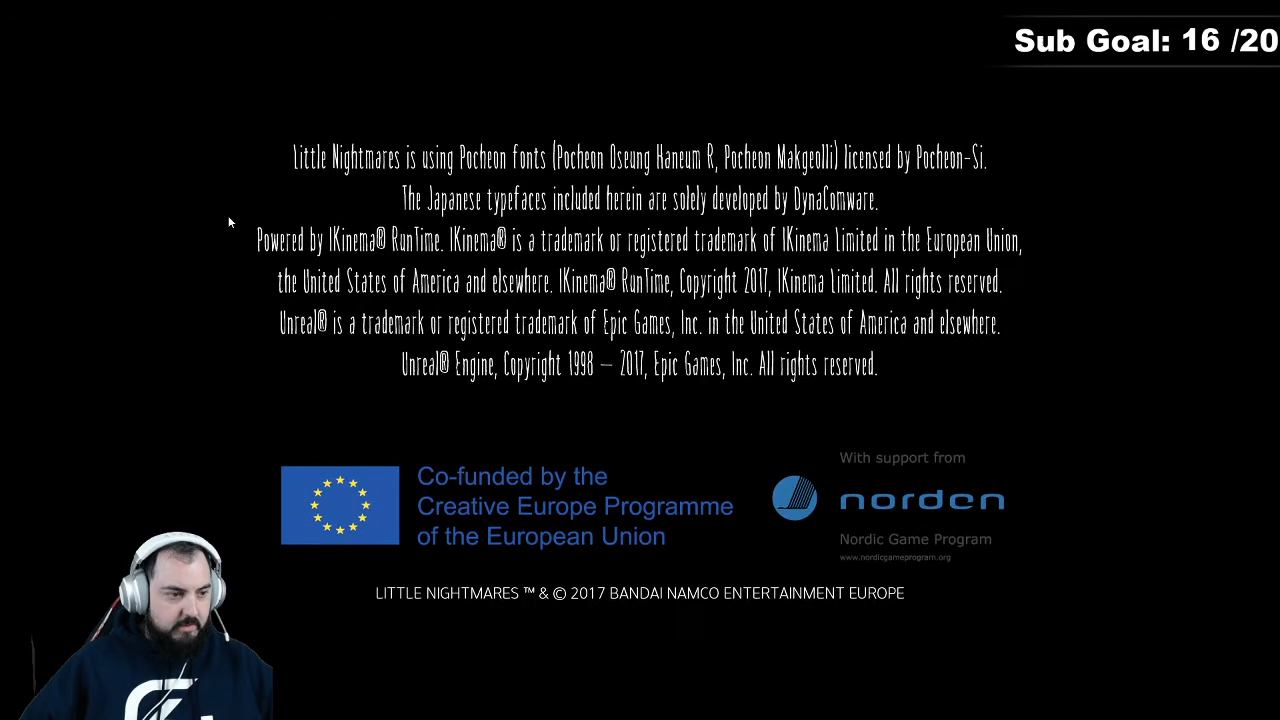 Sub Goal: 16 /20
Little Nightmares is using Pocheon fonts (Pocheon Oseung Haneum R, Pocheon Makgeolli) licensed by Pocheon-Si.
The Japanese typefaces included herein are solely developed by DynaComware.
Powered by IKinema® RunTime. IKinema® is a trademark or registered trademark of IKinema Limited in the European Union,
the United States of America and elsewhere. IKinema® RunTime, Copyright 2017, IKinema Limited. All rights reserved.
Unreal® is a trademark or registered trademark of Epic Games, Inc. in the United States of America and elsewhere.
Unreal® Engine, Copyright 1998 – 2017, Epic Games, Inc. All rights reserved.
Co-funded by the
Creative Europe Programme
of the European Union
With support from
norden
Nordic Game Program
www.nordicgameprogram.org
LITTLE NIGHTMARES ™ & © 2017 BANDAI NAMCO ENTERTAINMENT EUROPE